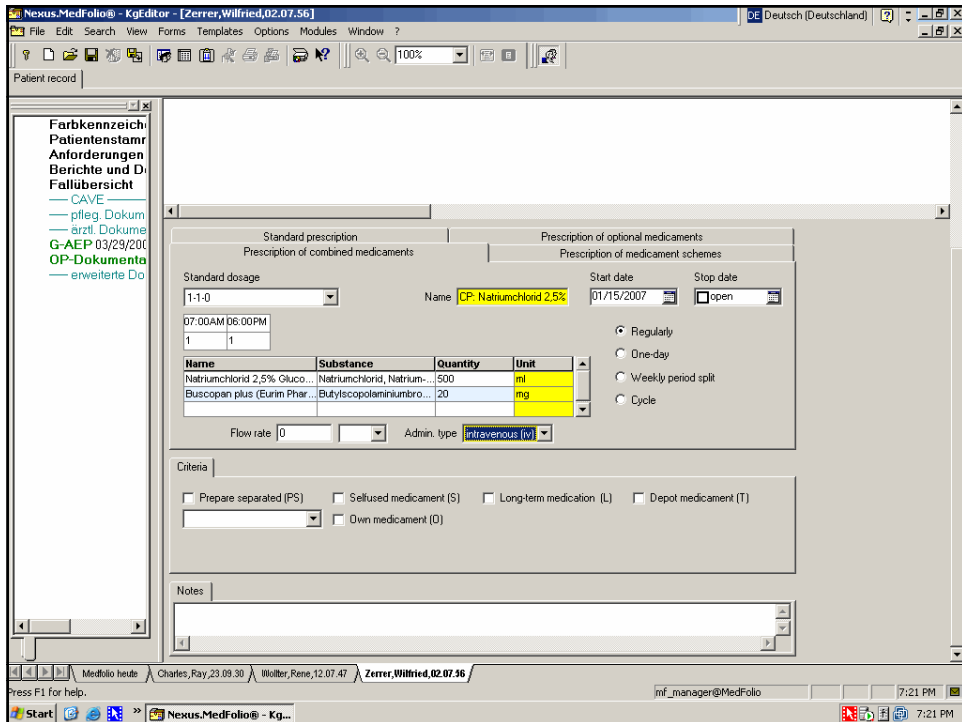 Nexus.MedFolio® - KgEditor - [Zerrer,Wilfried,02.07.56]
DE Deutsch (Deutschland)
File Edit Search View Forms Templates Options Modules Window ?
100%
Patient record
Farbkennzeich
Patientenstamr
Anforderungen
Berichte und D
Fallübersicht
CAVE
pfleg. Dokum
ärztl. Dokume
G-AEP 03/29/200
OP-Dokumenta
erweiterte Do
Standard prescription Prescription of optional medicaments
Prescription of combined medicaments Prescription of medicament schemes
Standard dosage Start date Stop date
1-1-0 Name CP: Natriumchlorid 2,5% 01/15/2007 open
07:00AM 06:00PM
1 1
Regularly
One-day
Weekly period split
Cycle
Name Substance Quantity Unit
Natriumchlorid 2,5% Gluco... Natriumchlorid, Natrium-... 500 ml
Buscopan plus (Eurim Phar... Butylscopolaminiumbro... 20 mg
Flow rate 0 Admin. type intravenous (iv)
Criteria
Prepare separated (PS) Selfused medicament (S) Long-term medication (L) Depot medicament (T)
Own medicament (O)
Notes
Medfolio heute Charles,Ray,23.09.30 Wollter,Rene,12.07.47 Zerrer,Wilfried,02.07.56
Press F1 for help. mf_manager@MedFolio 7:21 PM
Start » Nexus.MedFolio® - Kg... 7:21 PM